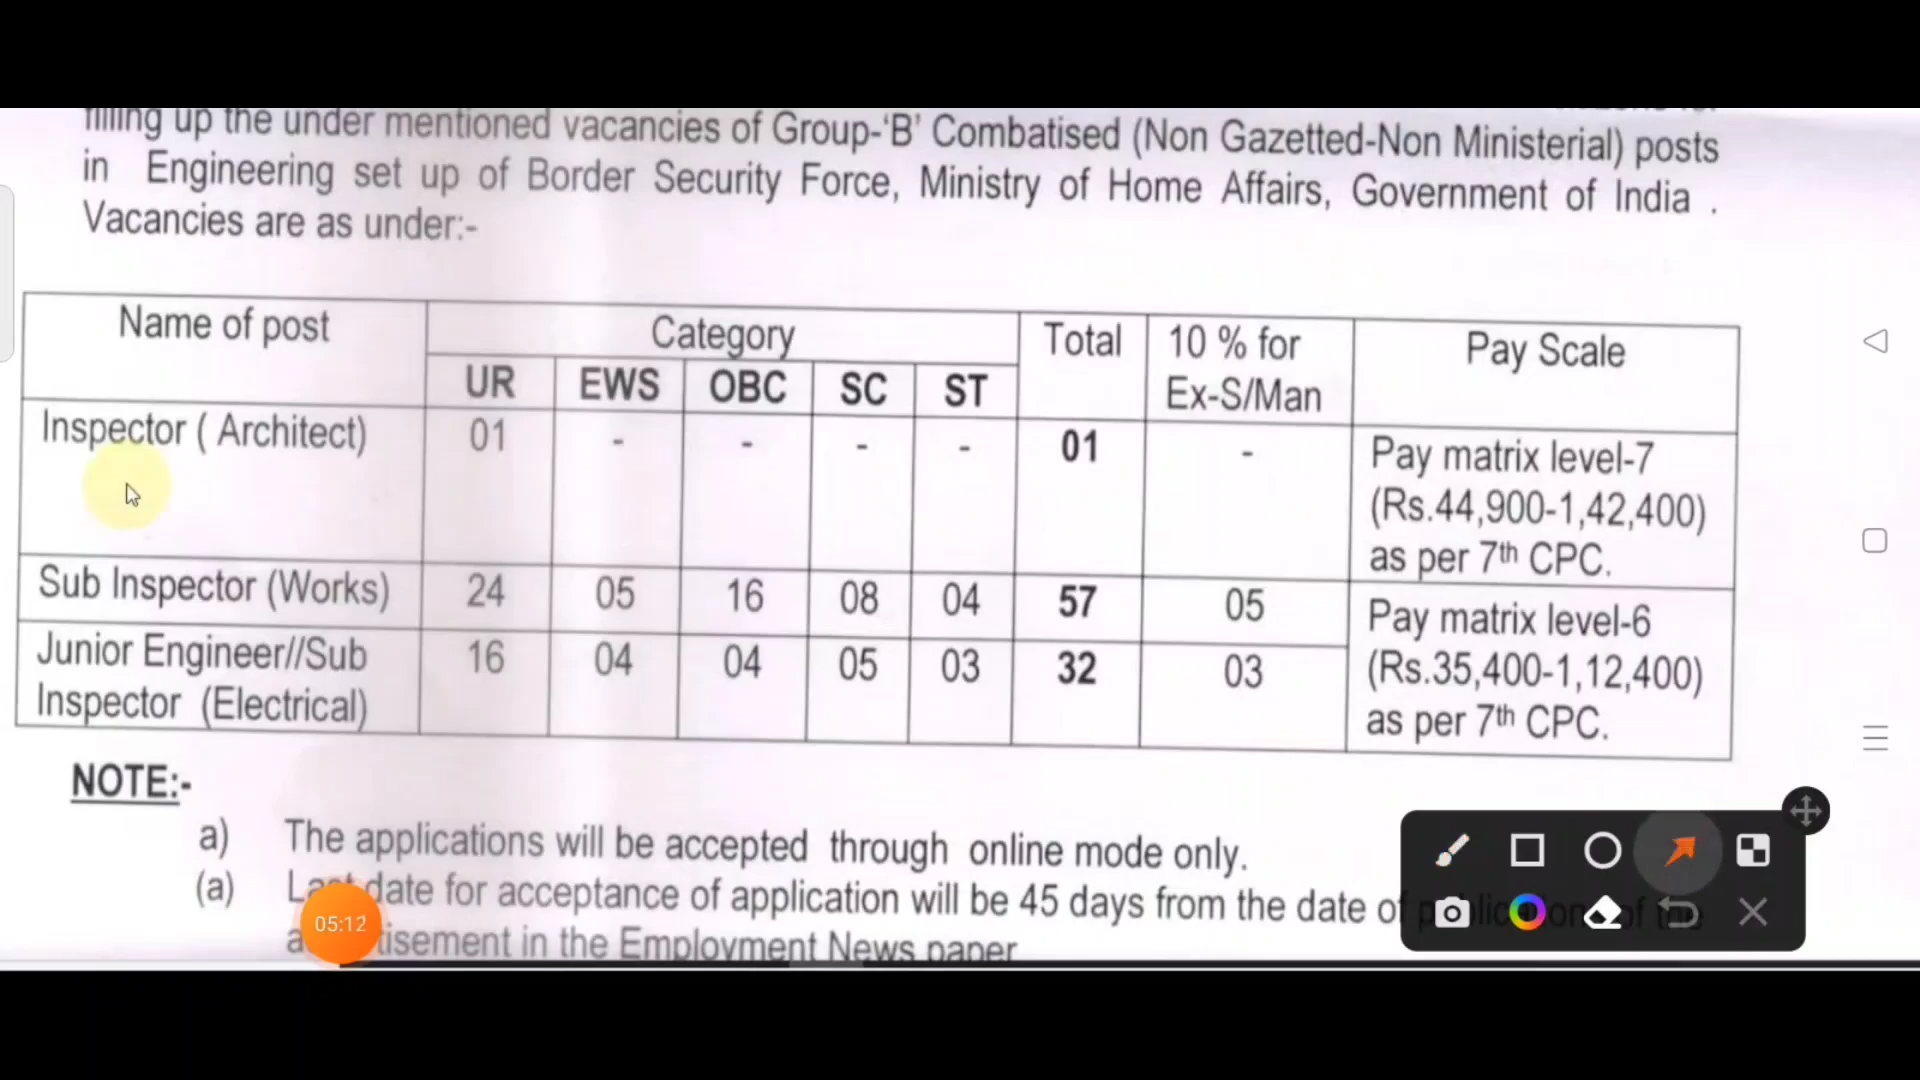 filling up the under mentioned vacancies of Group-'B' Combatised (Non Gazetted-Non Ministerial) posts
in Engineering set up of Border Security Force, Ministry of Home Affairs, Government of India .
Vacancies are as under:-
Name of post Category Total 10 % for Ex-S/Man Pay Scale
UR EWS OBC SC ST
Inspector ( Architect) 01 - - - - 01 - Pay matrix level-7
(Rs.44,900-1,42,400)
as per 7th CPC.
Sub Inspector (Works) 24 05 16 08 04 57 05 Pay matrix level-6
Junior Engineer//Sub 16 04 04 05 03 32 03 (Rs.35,400-1,12,400)
Inspector (Electrical) as per 7th CPC.
NOTE:-
a) The applications will be accepted through online mode only.
(a) Last date for acceptance of application will be 45 days from the date of publication of the
tisement in the Employment News paper
05:12